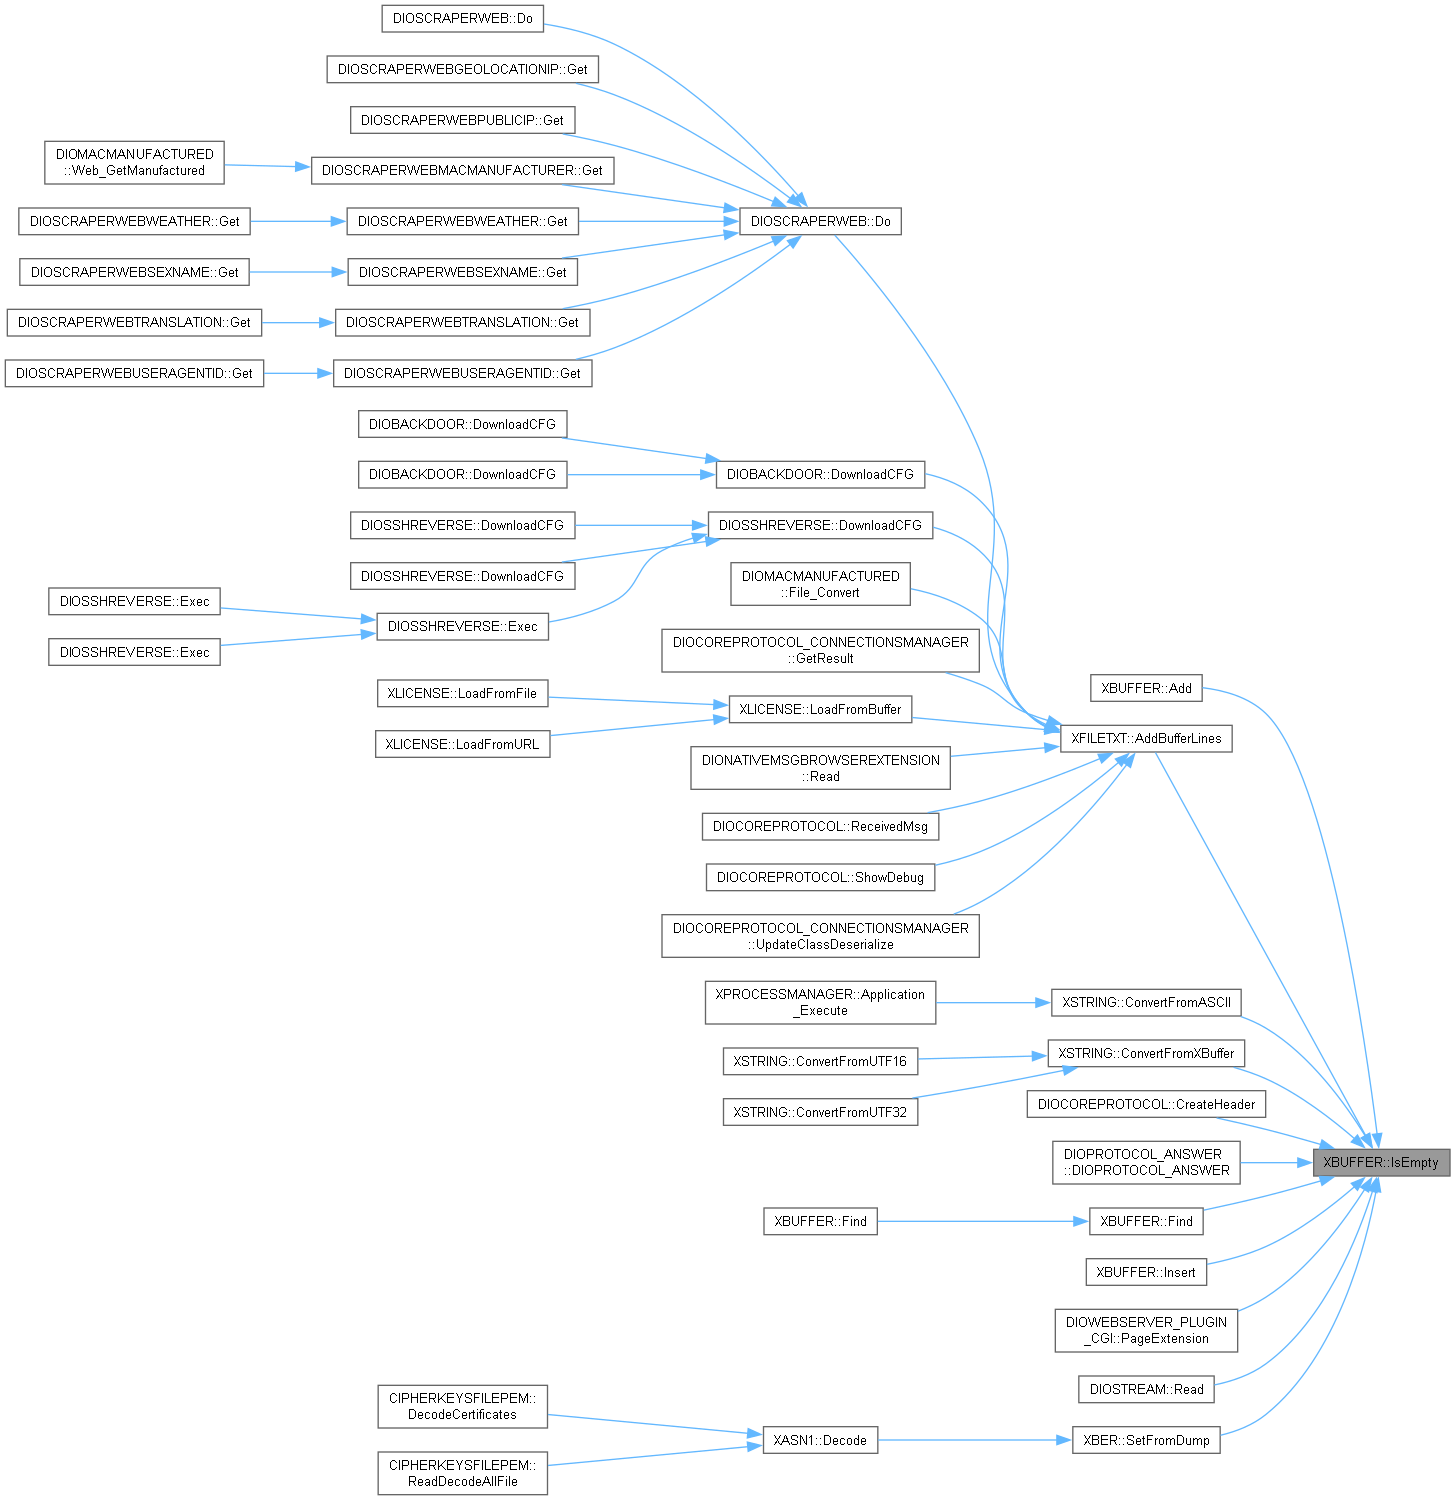 DIOSCRAPERWEB::Do
DIOSCRAPERWEBGEOLOCATIONIP::Get
DIOSCRAPERWEBPUBLICIP::Get
DIOMACMANUFACTURED
::Web_GetManufactured
DIOSCRAPERWEBMACMANUFACTURER::Get
DIOSCRAPERWEBWEATHER::Get
DIOSCRAPERWEBWEATHER::Get
DIOSCRAPERWEB::Do
DIOSCRAPERWEBSEXNAME::Get
DIOSCRAPERWEBSEXNAME::Get
DIOSCRAPERWEBTRANSLATION::Get
DIOSCRAPERWEBTRANSLATION::Get
DIOSCRAPERWEBUSERAGENTID::Get
DIOSCRAPERWEBUSERAGENTID::Get
DIOBACKDOOR::DownloadCFG
DIOBACKDOOR::DownloadCFG
DIOBACKDOOR::DownloadCFG
DIOSSHREVERSE::DownloadCFG
DIOSSHREVERSE::DownloadCFG
DIOSSHREVERSE::DownloadCFG
DIOMACMANUFACTURED
::File_Convert
DIOSSHREVERSE::Exec
DIOSSHREVERSE::Exec
DIOSSHREVERSE::Exec
DIOCOREPROTOCOL_CONNECTIONSMANAGER
::GetResult
XLICENSE::LoadFromFile
XLICENSE::LoadFromBuffer
XLICENSE::LoadFromURL
XBUFFER::Add
XFILETXT::AddBufferLines
DIONATIVEMSGBROWSEREXTENSION
::Read
DIOCOREPROTOCOL::ReceivedMsg
DIOCOREPROTOCOL::ShowDebug
DIOCOREPROTOCOL_CONNECTIONSMANAGER
::UpdateClassDeserialize
XPROCESSMANAGER::Application
_Execute
XSTRING::ConvertFromASCII
XSTRING::ConvertFromUTF16
XSTRING::ConvertFromXBuffer
XSTRING::ConvertFromUTF32
DIOCOREPROTOCOL::CreateHeader
DIOPROTOCOL_ANSWER
::DIOPROTOCOL_ANSWER
XBUFFER::IsEmpty
XBUFFER::Find
XBUFFER::Find
XBUFFER::Insert
DIOWEBSERVER_PLUGIN
_CGI::PageExtension
DIOSTREAM::Read
CIPHERKEYSFILEPEM::
DecodeCertificates
XASN1::Decode
XBER::SetFromDump
CIPHERKEYSFILEPEM::
ReadDecodeAllFile